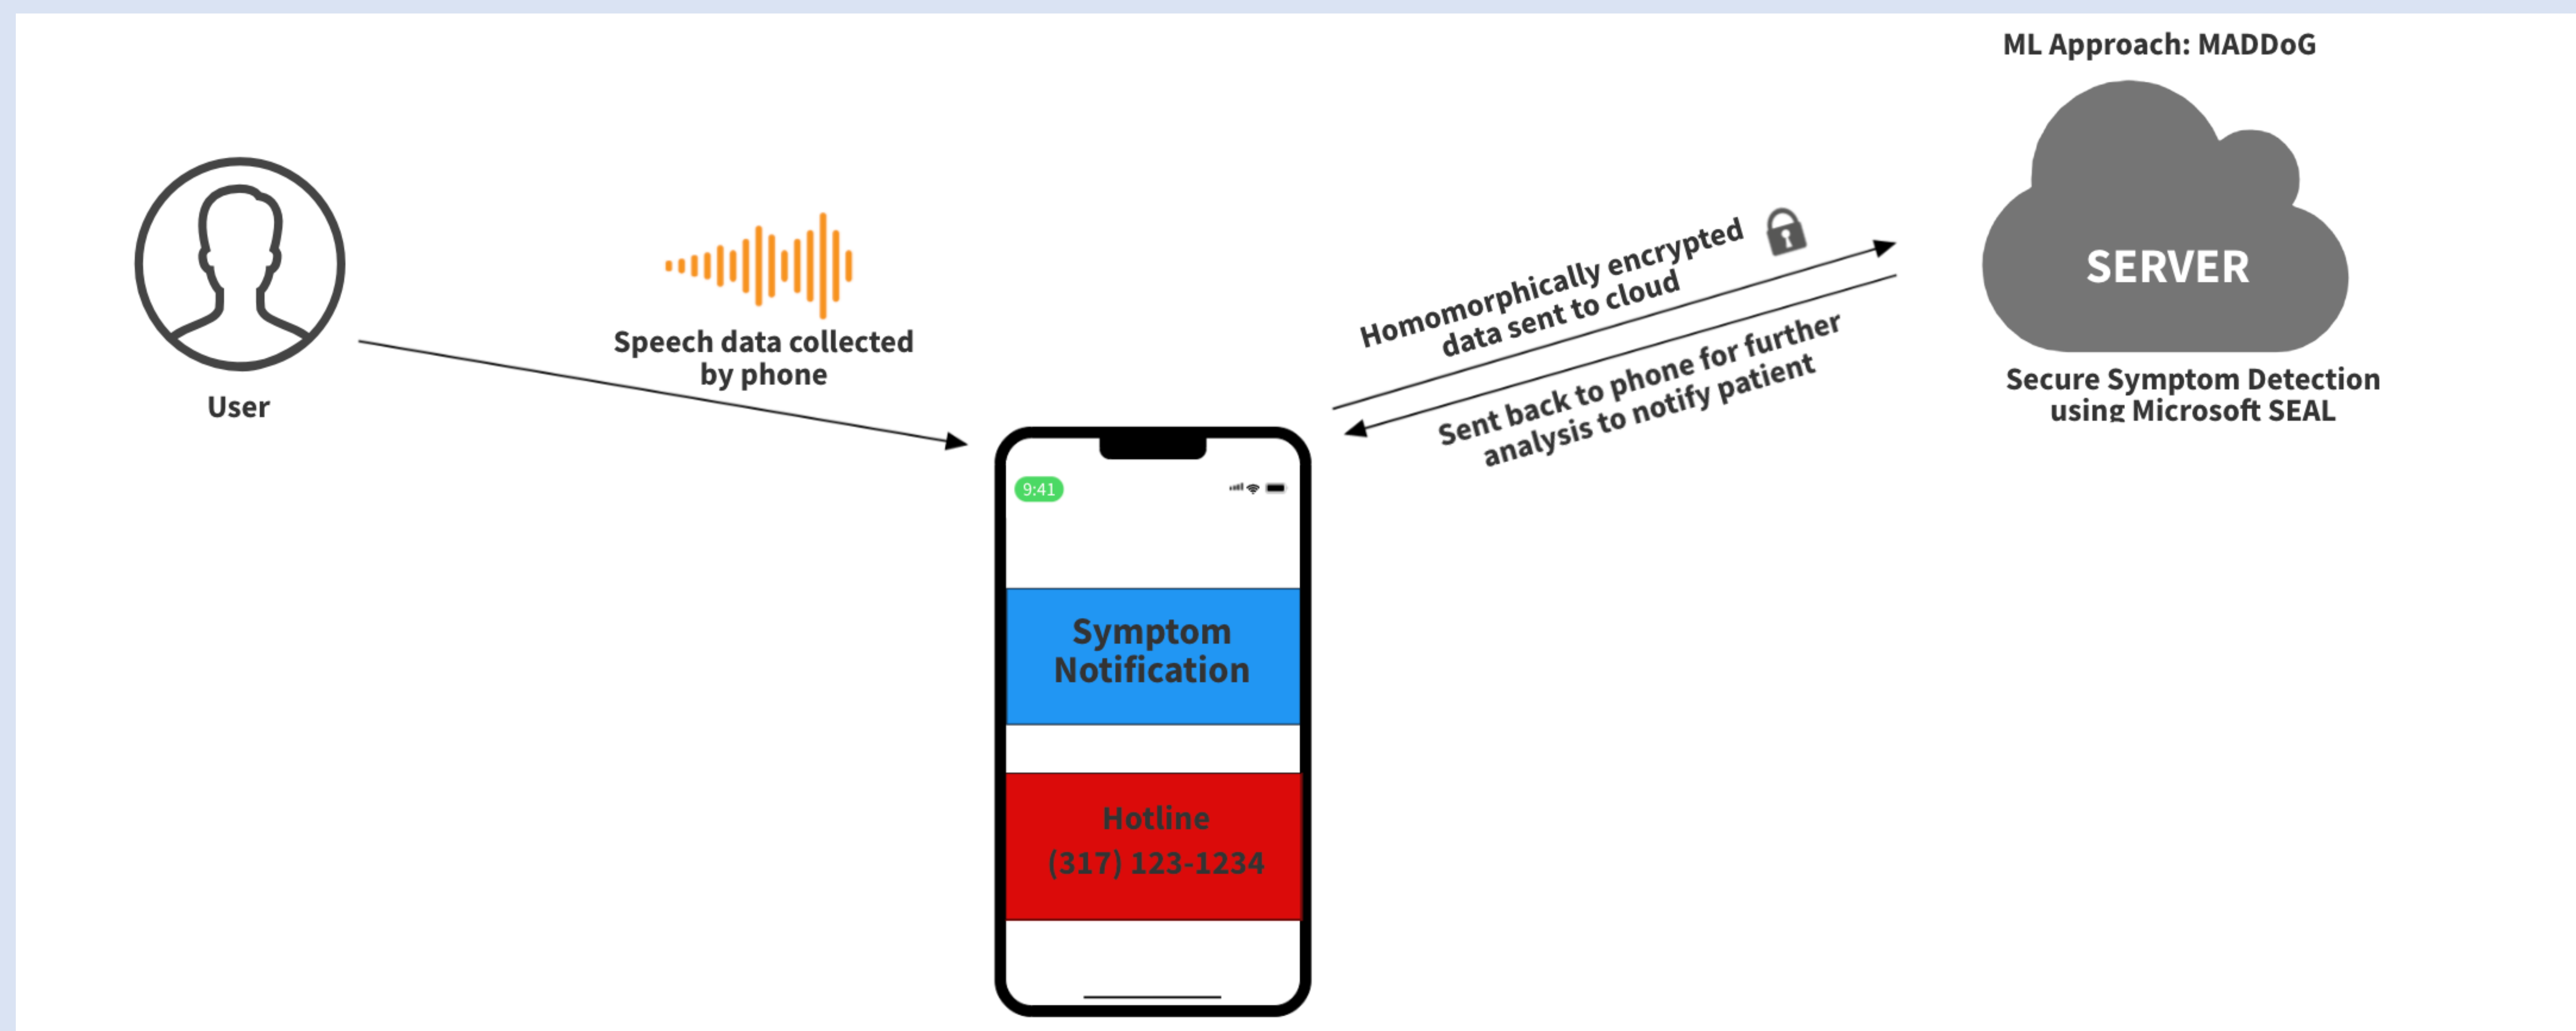 ML Approach: MADDoG
SERVER
Secure Symptom Detection
using Microsoft SEAL
User
Speech data collected
by phone
Homomorphically encrypted
data sent to cloud
Sent back to phone for further
analysis to notify patient
9:41
Symptom
Notification
Hotline
(317) 123-1234